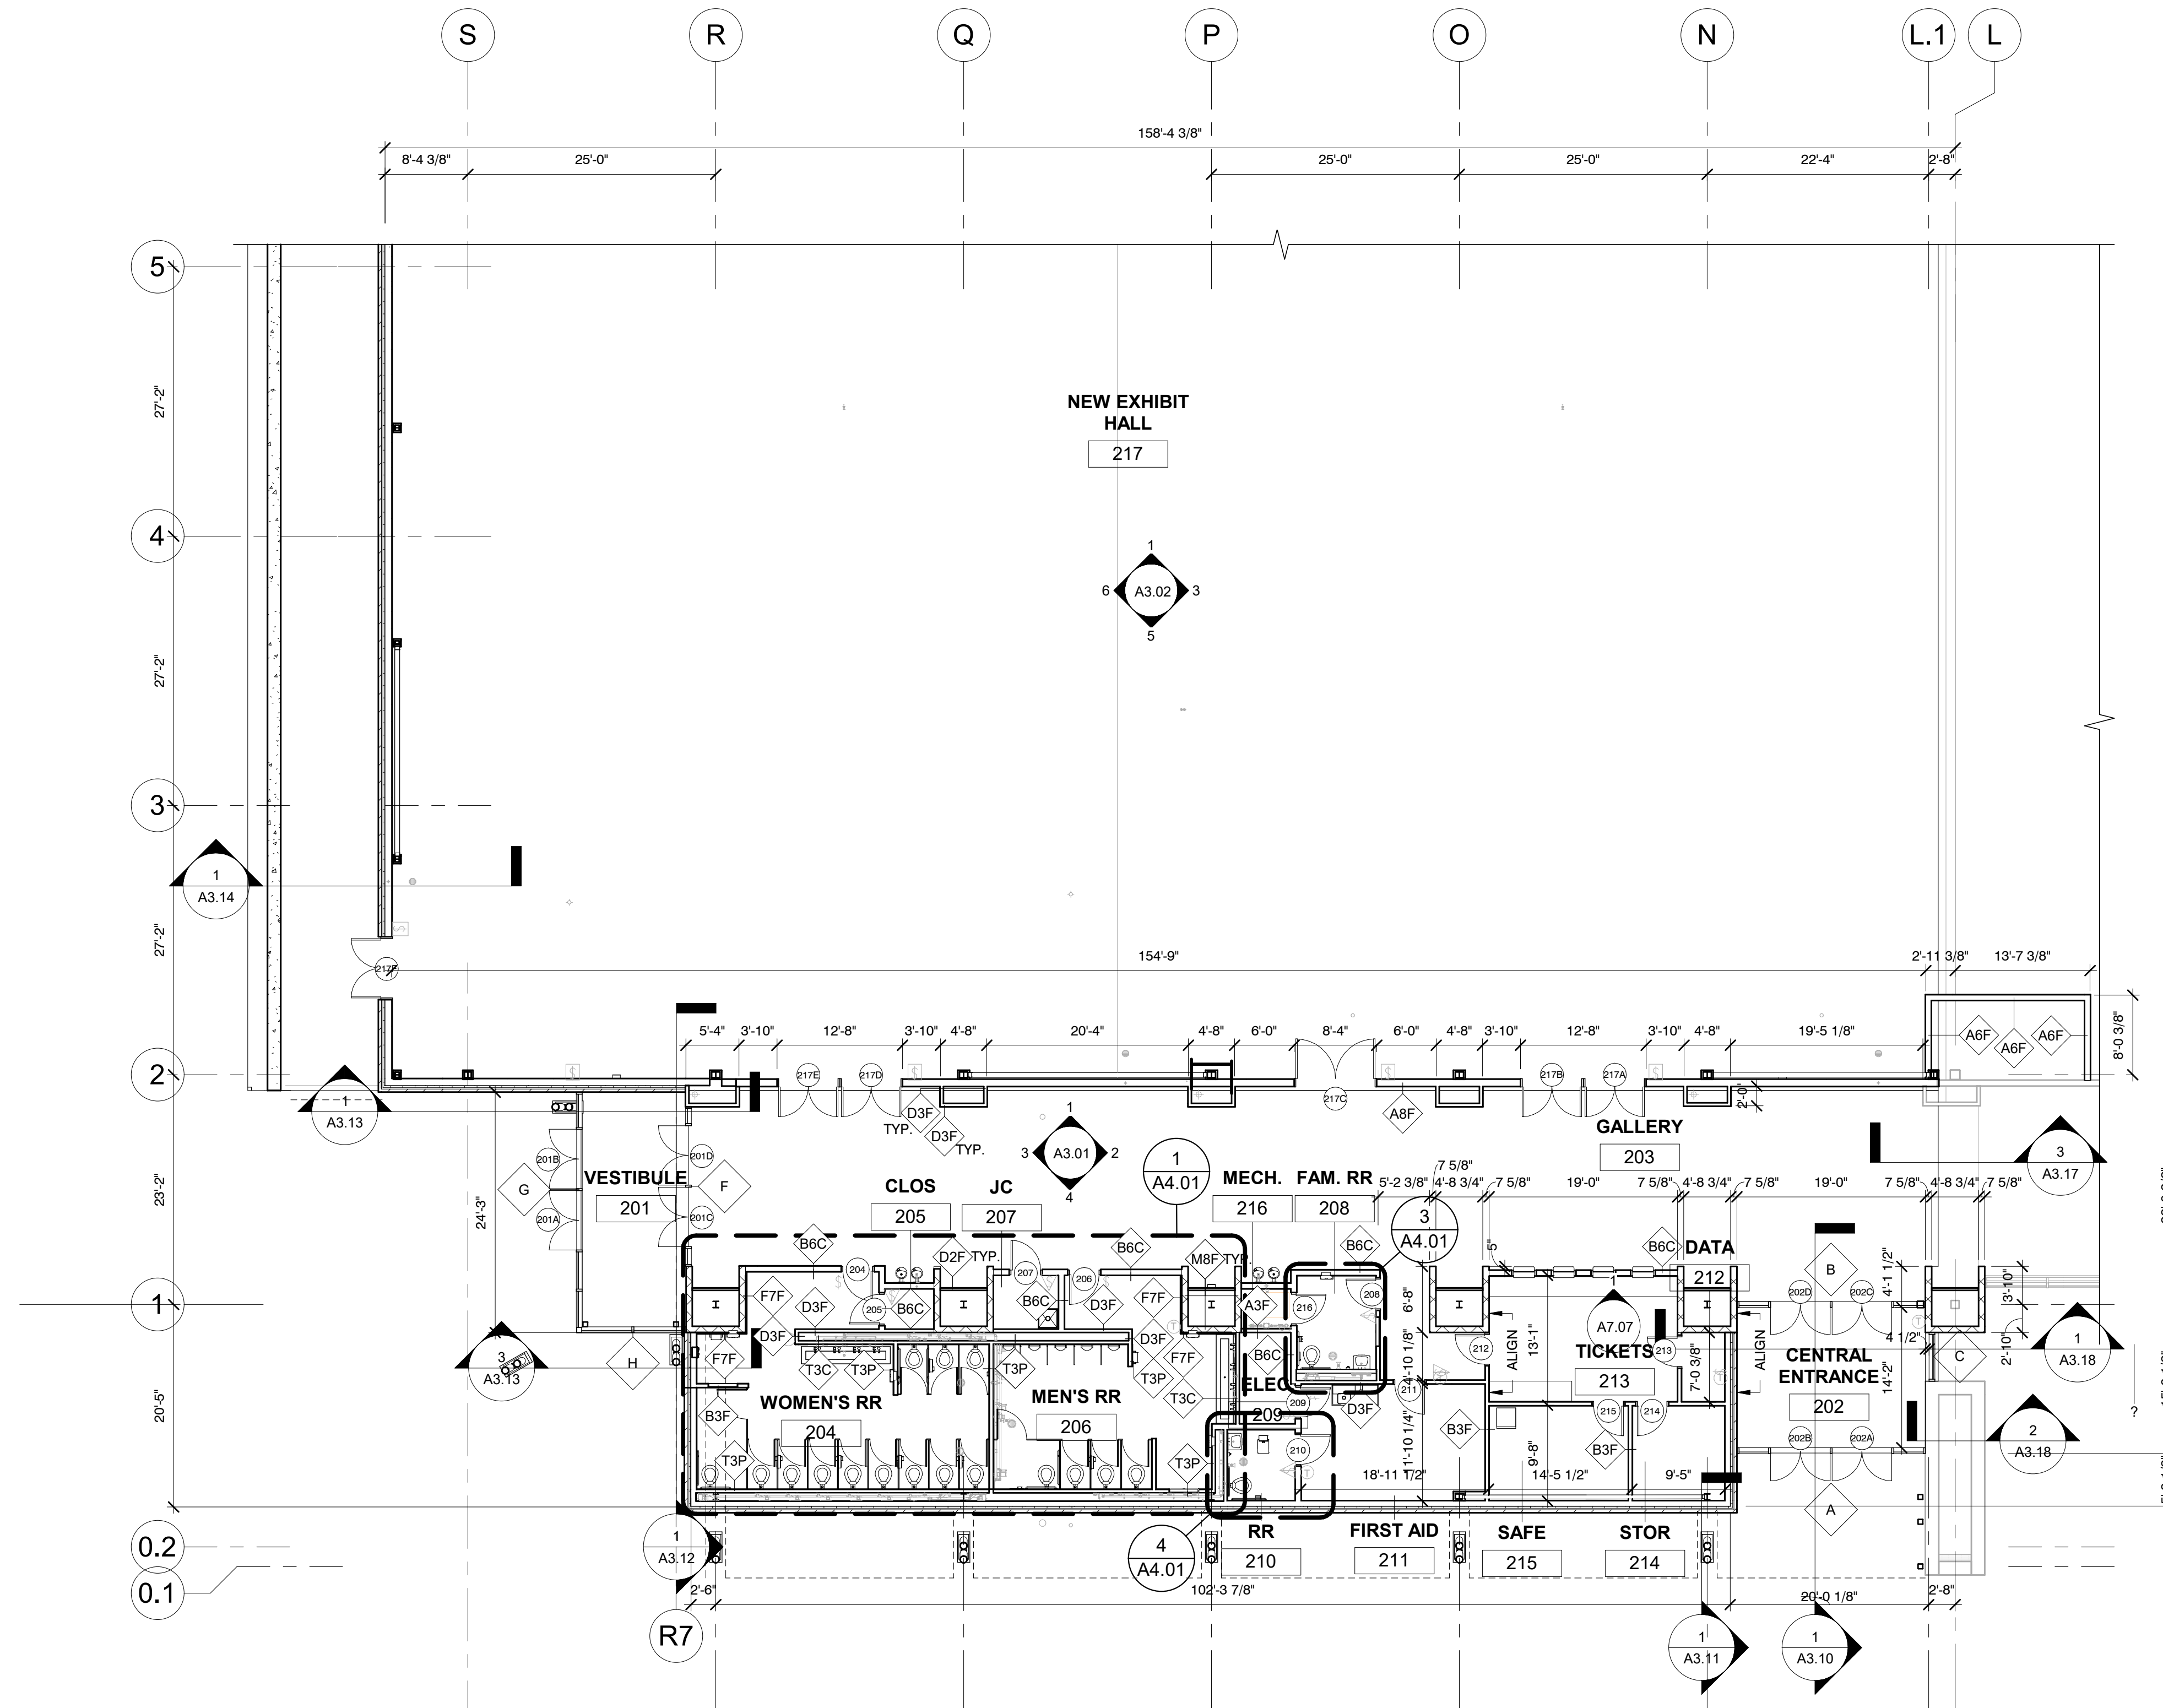 S
R
Q
P
O
N
L.1
L
158'-4 3/8"
8'-4 3/8"
25'-0"
25'-0"
25'-0"
22'-4"
2'-8"
5
4
3
2
1
0.2
0.1
27'-2"
27'-2"
27'-2"
23'-2"
20'-5"
NEW EXHIBIT
HALL
217
1
6
A3.02
3
5
1
A3.14
217F
154'-9"
2'-11 3/8"
13'-7 3/8"
5'-4"
3'-10"
12'-8"
3'-10"
4'-8"
20'-4"
4'-8"
6'-0"
8'-4"
6'-0"
4'-8"
3'-10"
12'-8"
3'-10"
4'-8"
19'-5 1/8"
A6F
A6F
A6F
8'-0 3/8"
217E
217D
217C
217B
217A
2'-0"
1
A3.13
D3F
TYP.
D3F
TYP.
A8F
1
3
A3.01
2
4
GALLERY
203
3
A3.17
24'-3"
G
201B
201A
VESTIBULE
201
201D
201C
F
CLOS
205
JC
207
1
A4.01
MECH.
216
FAM. RR
208
5'-2 3/8"
7 5/8"
4'-8 3/4"
7 5/8"
19'-0"
7 5/8"
4'-8 3/4"
7 5/8"
19'-0"
7 5/8"
4'-8 3/4"
7 5/8"
3
A4.01
B6C
D2F
TYP.
B6C
M8F
TYP.
B6C
5"
B6C
DATA
212
B
4'-1 1/2"
3'-10"
204
207
206
216
208
202D
202C
F7F
D3F
205
B6C
B6C
D3F
F7F
A3F
6'-8"
1
A7.07
D3F
D3F
F7F
F7F
T3C
T3P
T3P
T3P
T3C
B6C
4'-10 1/8"
212
ALIGN
13'-1"
TICKETS
213
213
7'-0 3/8"
ALIGN
4 1/2"
CENTRAL
ENTRANCE
202
14'-2"
C
2'-10"
1
A3.18
3
A3.13
H
WOMEN'S RR
204
MEN'S RR
206
ELEC
209
209
D3F
211
B3F
T3P
T3P
210
11'-10 1/4"
B3F
9'-8"
215
214
B3F
202B
202A
2
A3.18
?
18'-11 1/2"
14'-5 1/2"
9'-5"
A
1
A3.12
4
A4.01
RR
210
FIRST AID
211
SAFE
215
STOR
214
2'-6"
102'-3 7/8"
20'-0 1/8"
2'-8"
R7
1
A3.11
1
A3.10